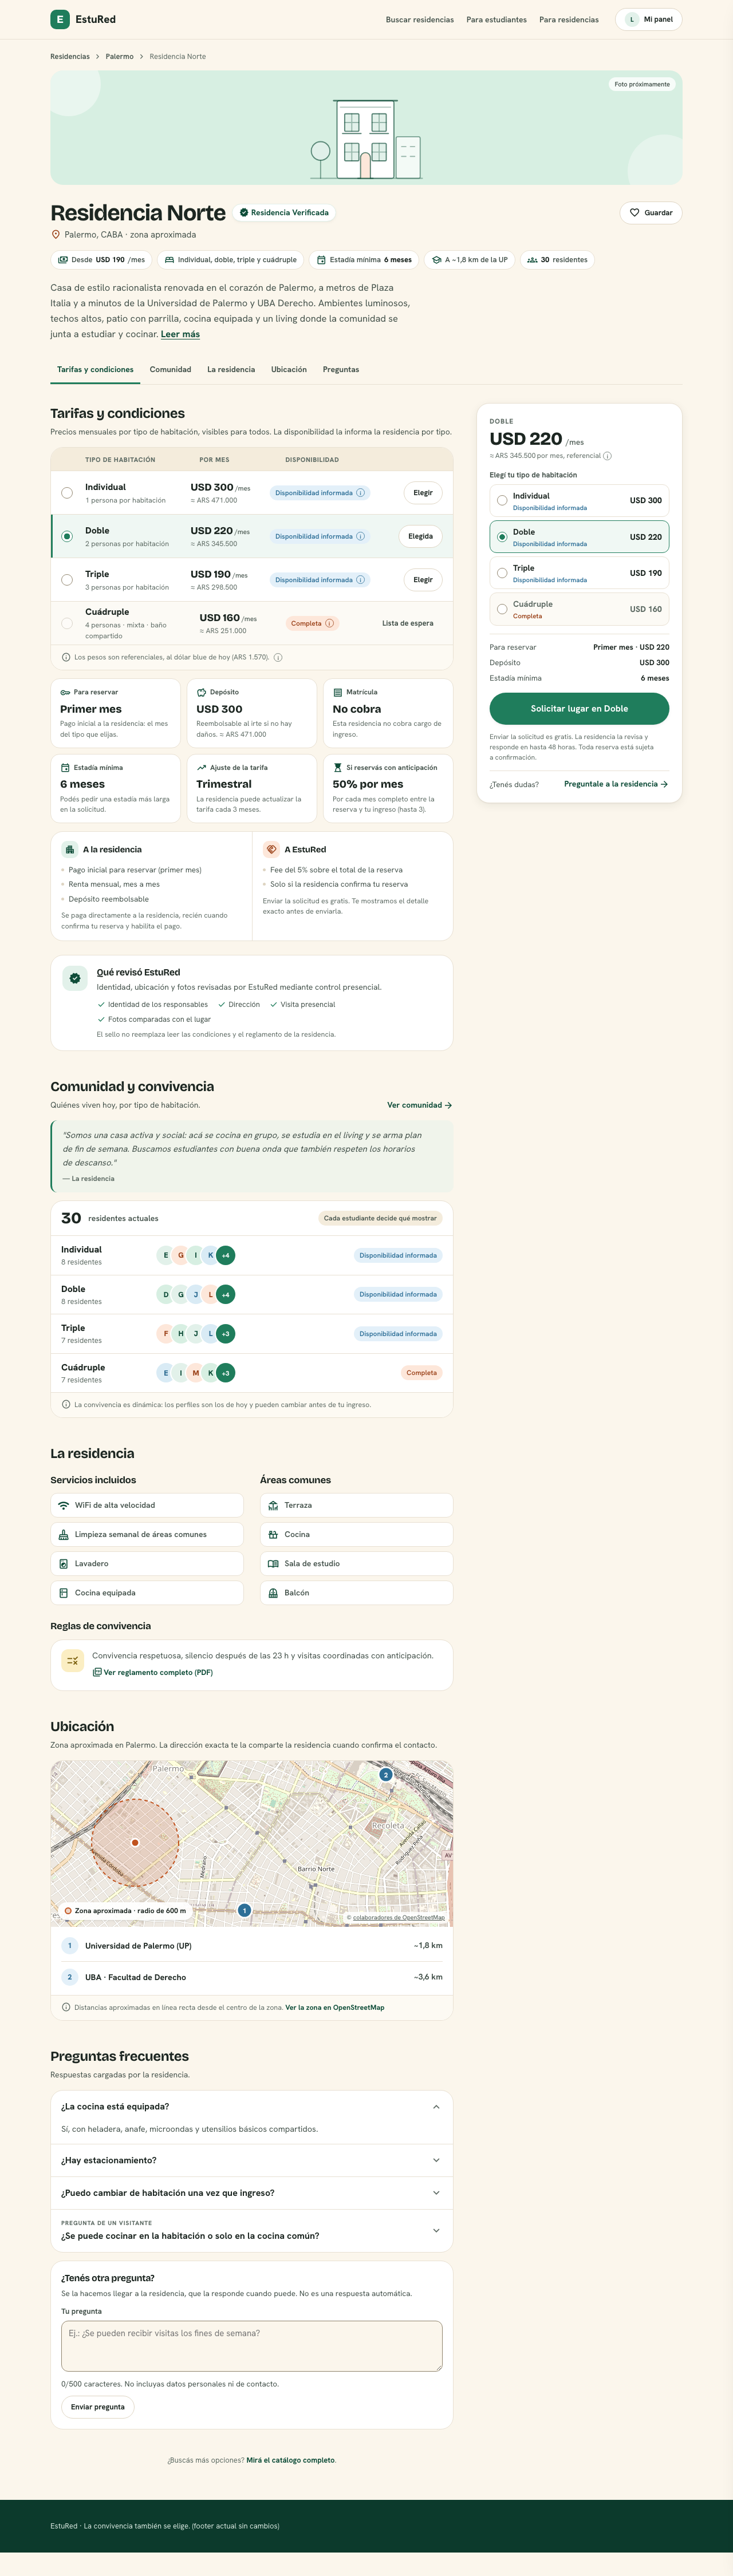 E EstuRed
Buscar residencias Para estudiantes Para residencias L Mi panel
Residencias > Palermo > Residencia Norte
Foto próximamente
Residencia Norte Residencia Verificada
Guardar
Palermo, CABA · zona aproximada
Desde USD 190 /mes Individual, doble, triple y cuádruple Estadía mínima 6 meses A ~1,8 km de la UP 30 residentes
Casa de estilo racionalista renovada en el corazón de Palermo, a metros de Plaza
Italia y a minutos de la Universidad de Palermo y UBA Derecho. Ambientes luminosos,
techos altos, patio con parrilla, cocina equipada y un living donde la comunidad se
junta a estudiar y cocinar. Leer más
Tarifas y condiciones Comunidad La residencia Ubicación Preguntas
Tarifas y condiciones
Precios mensuales por tipo de habitación, visibles para todos. La disponibilidad la informa la residencia por tipo.
TIPO DE HABITACIÓN POR MES DISPONIBILIDAD
Individual USD 300 /mes Disponibilidad informada Elegir
1 persona por habitación ≈ ARS 471.000
Doble USD 220 /mes Disponibilidad informada Elegida
2 personas por habitación ≈ ARS 345.500
Triple USD 190 /mes Disponibilidad informada Elegir
3 personas por habitación ≈ ARS 298.500
Cuádruple USD 160 /mes Completa Lista de espera
4 personas · mixta · baño
compartido
≈ ARS 251.000
Los pesos son referenciales, al dólar blue de hoy (ARS 1.570).
Para reservar
Primer mes
Pago inicial a la residencia: el mes
del tipo que elijas.
Depósito
USD 300
Reembolsable al irte si no hay
daños. ≈ ARS 471.000
Matrícula
No cobra
Esta residencia no cobra cargo de
ingreso.
Estadía mínima
6 meses
Podés pedir una estadía más larga
en la solicitud.
Ajuste de la tarifa
Trimestral
La residencia puede actualizar la
tarifa cada 3 meses.
Si reservás con anticipación
50% por mes
Por cada mes completo entre la
reserva y tu ingreso (hasta 3).
A la residencia
Pago inicial para reservar (primer mes)
Renta mensual, mes a mes
Depósito reembolsable
Se paga directamente a la residencia, recién cuando
confirma tu reserva y habilita el pago.
A EstuRed
Fee del 5% sobre el total de la reserva
Solo si la residencia confirma tu reserva
Enviar la solicitud es gratis. Te mostramos el detalle
exacto antes de enviarla.
Qué revisó EstuRed
Identidad, ubicación y fotos revisadas por EstuRed mediante control presencial.
Identidad de los responsables Dirección Visita presencial
Fotos comparadas con el lugar
El sello no reemplaza leer las condiciones y el reglamento de la residencia.
DOBLE
USD 220 /mes
≈ ARS 345.500 por mes, referencial
Elegí tu tipo de habitación
Individual USD 300
Disponibilidad informada
Doble USD 220
Disponibilidad informada
Triple USD 190
Disponibilidad informada
Cuádruple USD 160
Completa
Para reservar Primer mes · USD 220
Depósito USD 300
Estadía mínima 6 meses
Solicitar lugar en Doble
Enviar la solicitud es gratis. La residencia la revisa y
responde en hasta 48 horas. Toda reserva está sujeta
a confirmación.
¿Tenés dudas? Preguntale a la residencia →
Comunidad y convivencia
Quiénes viven hoy, por tipo de habitación. Ver comunidad →
"Somos una casa activa y social: acá se cocina en grupo, se estudia en el living y se arma plan
de fin de semana. Buscamos estudiantes con buena onda que también respeten los horarios
de descanso."
— La residencia
30 residentes actuales Cada estudiante decide qué mostrar
Individual E G I K +4 Disponibilidad informada
8 residentes
Doble D G J L +4 Disponibilidad informada
8 residentes
Triple F H J L +3 Disponibilidad informada
7 residentes
Cuádruple E I M K +3 Completa
7 residentes
La convivencia es dinámica: los perfiles son los de hoy y pueden cambiar antes de tu ingreso.
La residencia
Servicios incluidos
WiFi de alta velocidad
Limpieza semanal de áreas comunes
Lavadero
Cocina equipada
Áreas comunes
Terraza
Cocina
Sala de estudio
Balcón
Reglas de convivencia
Convivencia respetuosa, silencio después de las 23 h y visitas coordinadas con anticipación.
Ver reglamento completo (PDF)
Ubicación
Zona aproximada en Palermo. La dirección exacta te la comparte la residencia cuando confirma el contacto.
Palermo
2
Recoleta
Barrio Norte
AV
1
Zona aproximada · radio de 600 m
© colaboradores de OpenStreetMap
1 Universidad de Palermo (UP) ~1,8 km
2 UBA · Facultad de Derecho ~3,6 km
Distancias aproximadas en línea recta desde el centro de la zona. Ver la zona en OpenStreetMap
Preguntas frecuentes
Respuestas cargadas por la residencia.
¿La cocina está equipada?
Sí, con heladera, anafe, microondas y utensilios básicos compartidos.
¿Hay estacionamiento?
¿Puedo cambiar de habitación una vez que ingreso?
PREGUNTA DE UN VISITANTE
¿Se puede cocinar en la habitación o solo en la cocina común?
¿Tenés otra pregunta?
Se la hacemos llegar a la residencia, que la responde cuando puede. No es una respuesta automática.
Tu pregunta
Ej.: ¿Se pueden recibir visitas los fines de semana?
0/500 caracteres. No incluyas datos personales ni de contacto.
Enviar pregunta
¿Buscás más opciones? Mirá el catálogo completo.
EstuRed · La convivencia también se elige. (footer actual sin cambios)